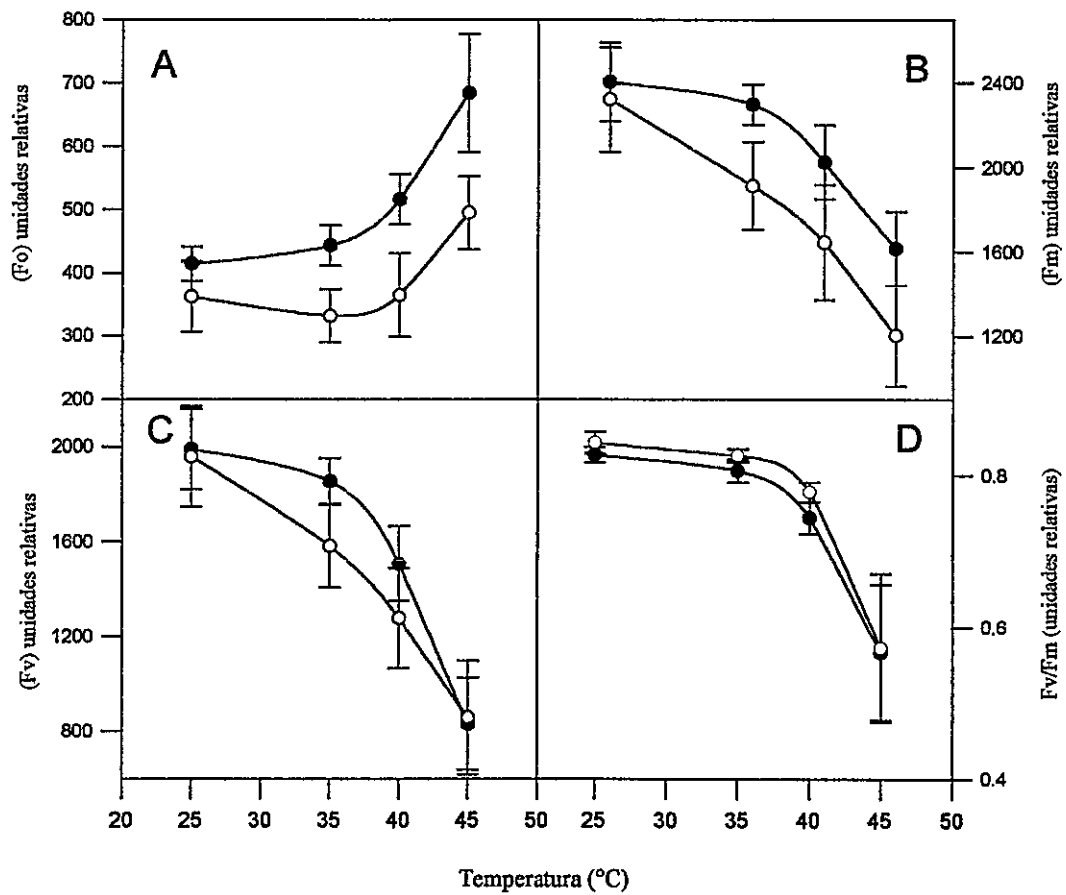 A
B
(Fo) unidades relativas
800
700
600
500
400
300
200
2400
2000
1600
1200
(Fm) unidades relativas
C
D
(Fv) unidades relativas
2000
1600
1200
800
0.8
0.6
0.4
Fv/Fm (unidades relativas)
20 25 30 35 40 45 50 25 30 35 40 45 50
Temperatura (°C)